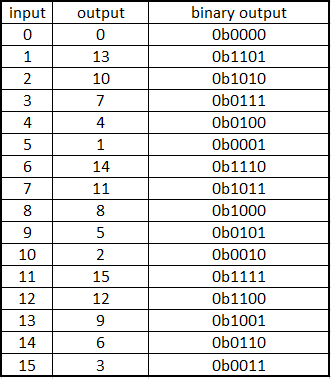 input output binary output
0 0 0b0000
1 13 0b1101
2 10 0b1010
3 7 0b0111
4 4 0b0100
5 1 0b0001
6 14 0b1110
7 11 0b1011
8 8 0b1000
9 5 0b0101
10 2 0b0010
11 15 0b1111
12 12 0b1100
13 9 0b1001
14 6 0b0110
15 3 0b0011